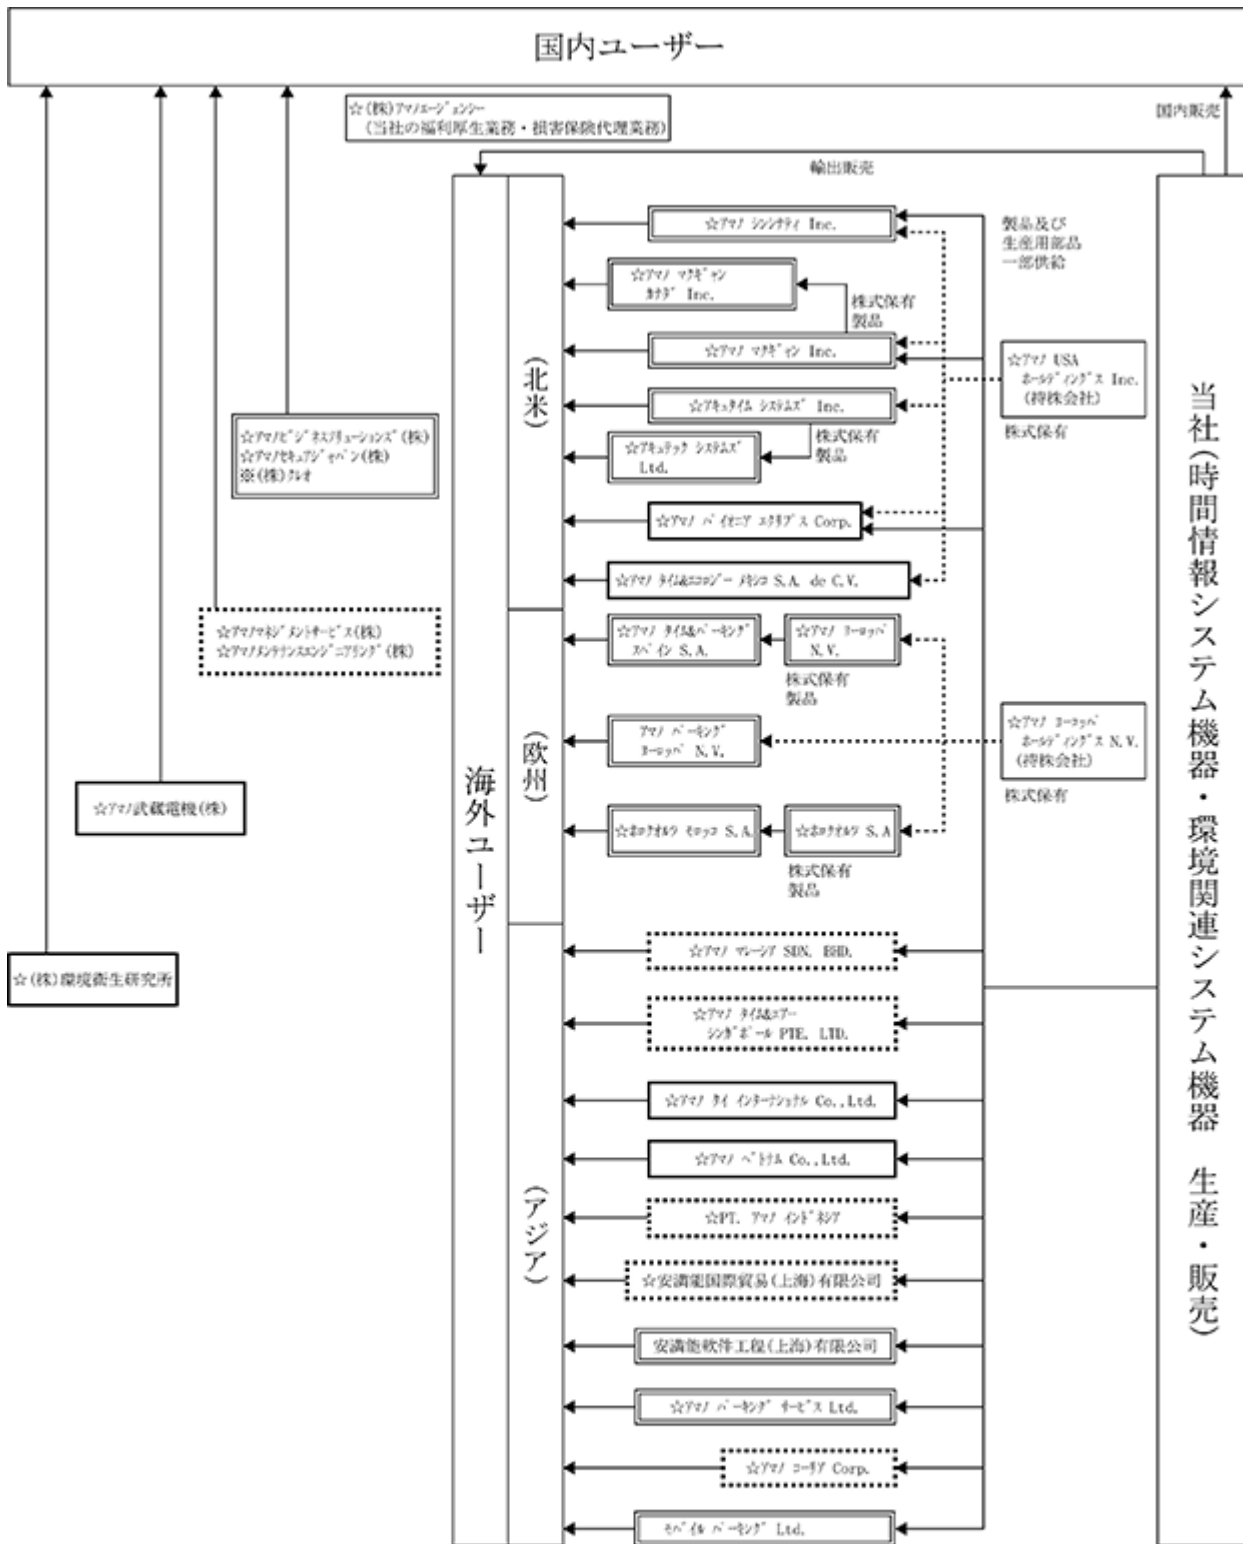 国内ユーザー
☆(株)ｱﾏﾉｴｰｼﾞｪﾝｼｰ
(当社の福利厚生業務・損害保険代理業務)
国内販売
輸出販売
☆ｱﾏﾉ ｼﾝｼﾅﾃｨ Inc.
製品及び
生産用部品
一部供給
☆ｱﾏﾉ ﾏｸｷﾞｬﾝ
ｶﾅﾀﾞ Inc.
株式保有
製品
☆ｱﾏﾉ ﾏｸｷﾞｬﾝ Inc.
☆ｱﾏﾉ USA
ﾎｰﾙﾃﾞｨﾝｸﾞｽ Inc.
(持株会社)
株式保有
(北米)
☆ｱｷｭﾀｲﾑ ｼｽﾃﾑｽﾞ Inc.
株式保有
製品
☆ｱｷｭﾃｯｸ ｼｽﾃﾑｽﾞ
Ltd.
☆ｱﾏﾉﾋﾞｼﾞﾈｽｿﾘｭｰｼｮﾝｽﾞ(株)
☆ｱﾏﾉｾｷｭｱｼﾞｬﾊﾟﾝ(株)
※(株)ｸﾚｵ
☆ｱﾏﾉ ﾊﾟｲｵﾆｱ ｴｸﾘﾌﾟｽ Corp.
☆ｱﾏﾉ ﾀｲﾑ&ｴｺﾛｼﾞｰ ﾒｷｼｺ S.A. de C.V.
☆ｱﾏﾉﾏﾈｼﾞﾒﾝﾄｻｰﾋﾞｽ(株)
☆ｱﾏﾉﾒﾝﾃﾅﾝｽｴﾝｼﾞﾆｱﾘﾝｸﾞ(株)
☆ｱﾏﾉ ﾀｲﾑ&ﾊﾟｰｷﾝｸﾞ
ｽﾍﾟｲﾝ S.A.
☆ｱﾏﾉ ﾖｰﾛｯﾊﾟ
N.V.
株式保有
製品
(欧州)
ｱﾏﾉ ﾊﾟｰｷﾝｸﾞ
ﾖｰﾛｯﾊﾟ N.V.
☆ｱﾏﾉ ﾖｰﾛｯﾊﾟ
ﾎｰﾙﾃﾞｨﾝｸﾞｽ N.V.
(持株会社)
株式保有
☆ｱﾏﾉ武蔵電機(株)
☆ﾎﾛｸｵﾙﾂ ﾓﾛｯｺ S.A.
☆ﾎﾛｸｵﾙﾂ S.A
株式保有
製品
海外ユーザー
当社(時間情報システム機器・環境関連システム機器 生産・販売)
☆(株)環境衛生研究所
☆ｱﾏﾉ ﾏﾚｰｼｱ SDN. BHD.
☆ｱﾏﾉ ﾀｲﾑ&ｴｱｰ
ｼﾝｶﾞﾎﾟｰﾙ PTE. LTD.
☆ｱﾏﾉ ﾀｲ ｲﾝﾀｰﾅｼｮﾅﾙ Co.,Ltd.
☆ｱﾏﾉ ﾍﾞﾄﾅﾑ Co.,Ltd.
(アジア)
☆PT. ｱﾏﾉ ｲﾝﾄﾞﾈｼｱ
☆安満能国際貿易(上海)有限公司
安満能軟件工程(上海)有限公司
☆ｱﾏﾉ ﾊﾟｰｷﾝｸﾞ ｻｰﾋﾞｽ Ltd.
☆ｱﾏﾉ ｺｰﾘｱ Corp.
ﾓﾊﾞｲﾙ ﾊﾟｰｷﾝｸﾞ Ltd.